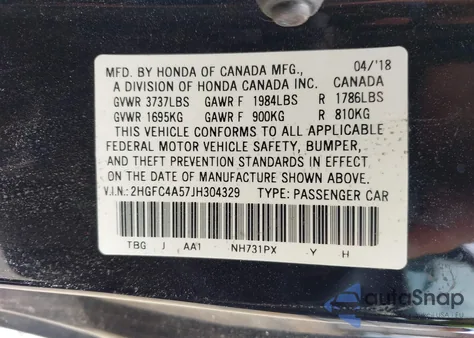 04/'18
MFD. BY HONDA OF CANADA MFG.,
A DIVISION OF HONDA CANADA INC. CANADA
GVWR 3737LBS GAWR F 1984LBS R 1786LBS
GVWR 1695KG GAWR F 900KG R 810KG
THIS VEHICLE CONFORMS TO ALL APPLICABLE
FEDERAL MOTOR VEHICLE SAFETY, BUMPER,
AND THEFT PREVENTION STANDARDS IN EFFECT
ON THE DATE OF MANUFACTURE SHOWN ABOVE.
V.I.N.: 2HGFC4A57JH304329 TYPE: PASSENGER CAR
TBG J AA1 NH731PX Y H
autaSnap